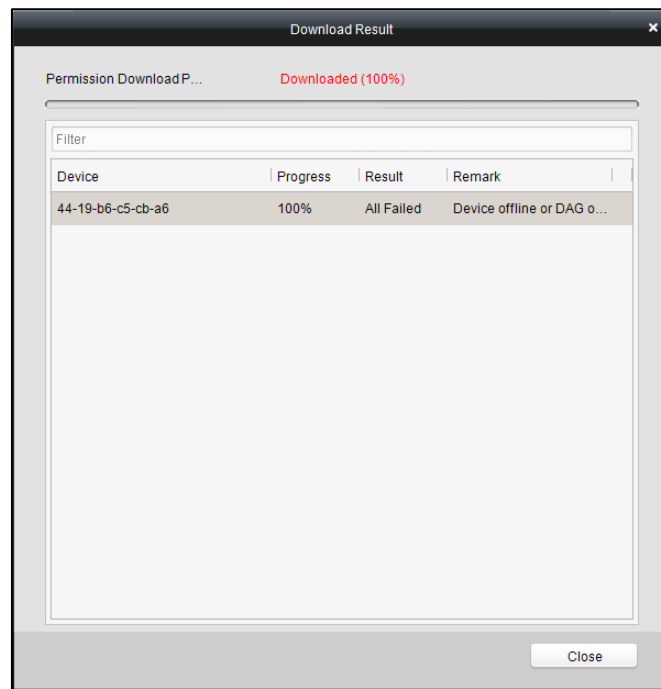 Download Result
Permission Download P... Downloaded (100%)
Filter
Device Progress Result Remark
44-19-b6-c5-cb-a6 100% All Failed Device offline or DAG o...
Close